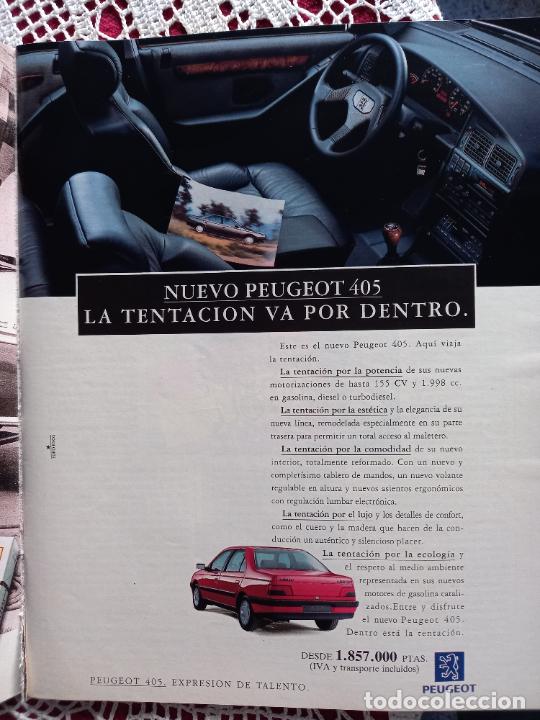 NUEVO PEUGEOT 405
LA TENTACION VA POR DENTRO.
Este es el nuevo Peugeot 405. Aquí viaja
la tentación.
La tentación por la potencia de sus nuevas
motorizaciones de hasta 155 CV y 1.998 cc.
en gasolina, diesel o turbodiesel.
La tentación por la estética y la elegancia de su
nueva línea, remodelada especialmente en su parte
trasera para permitir un total acceso al maletero.
La tentación por la comodidad de su nuevo
interior, totalmente reformado. Con un nuevo y
completísimo tablero de mandos, un nuevo volante
regulable en altura y nuevos asientos ergonómicos
con regulación lumbar electrónica.
La tentación por el lujo y los detalles de confort,
como el cuero y la madera que hacen de la con-
ducción un auténtico y silencioso placer.
La tentación por la ecología y
el respeto al medio ambiente
representada en sus nuevos
motores de gasolina catali-
zados. Entre y disfrute
el nuevo Peugeot 405.
Dentro está la tentación.
DESDE 1.857.000 PTAS.
(IVA y transporte incluidos)
PEUGEOT 405. EXPRESION DE TALENTO.
PEUGEOT
todocoleccion